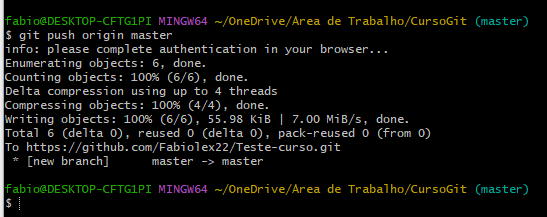 fabio@DESKTOP-CFTG1PI MINGW64 ~/OneDrive/Área de Trabalho/CursoGit (master)
$ git push origin master
info: please complete authentication in your browser...
Enumerating objects: 6, done.
Counting objects: 100% (6/6), done.
Delta compression using up to 4 threads
Compressing objects: 100% (4/4), done.
Writing objects: 100% (6/6), 55.98 KiB | 7.00 MiB/s, done.
Total 6 (delta 0), reused 0 (delta 0), pack-reused 0 (from 0)
To https://github.com/Fabiolex22/Teste-curso.git
 * [new branch]      master -> master
fabio@DESKTOP-CFTG1PI MINGW64 ~/OneDrive/Área de Trabalho/CursoGit (master)
$